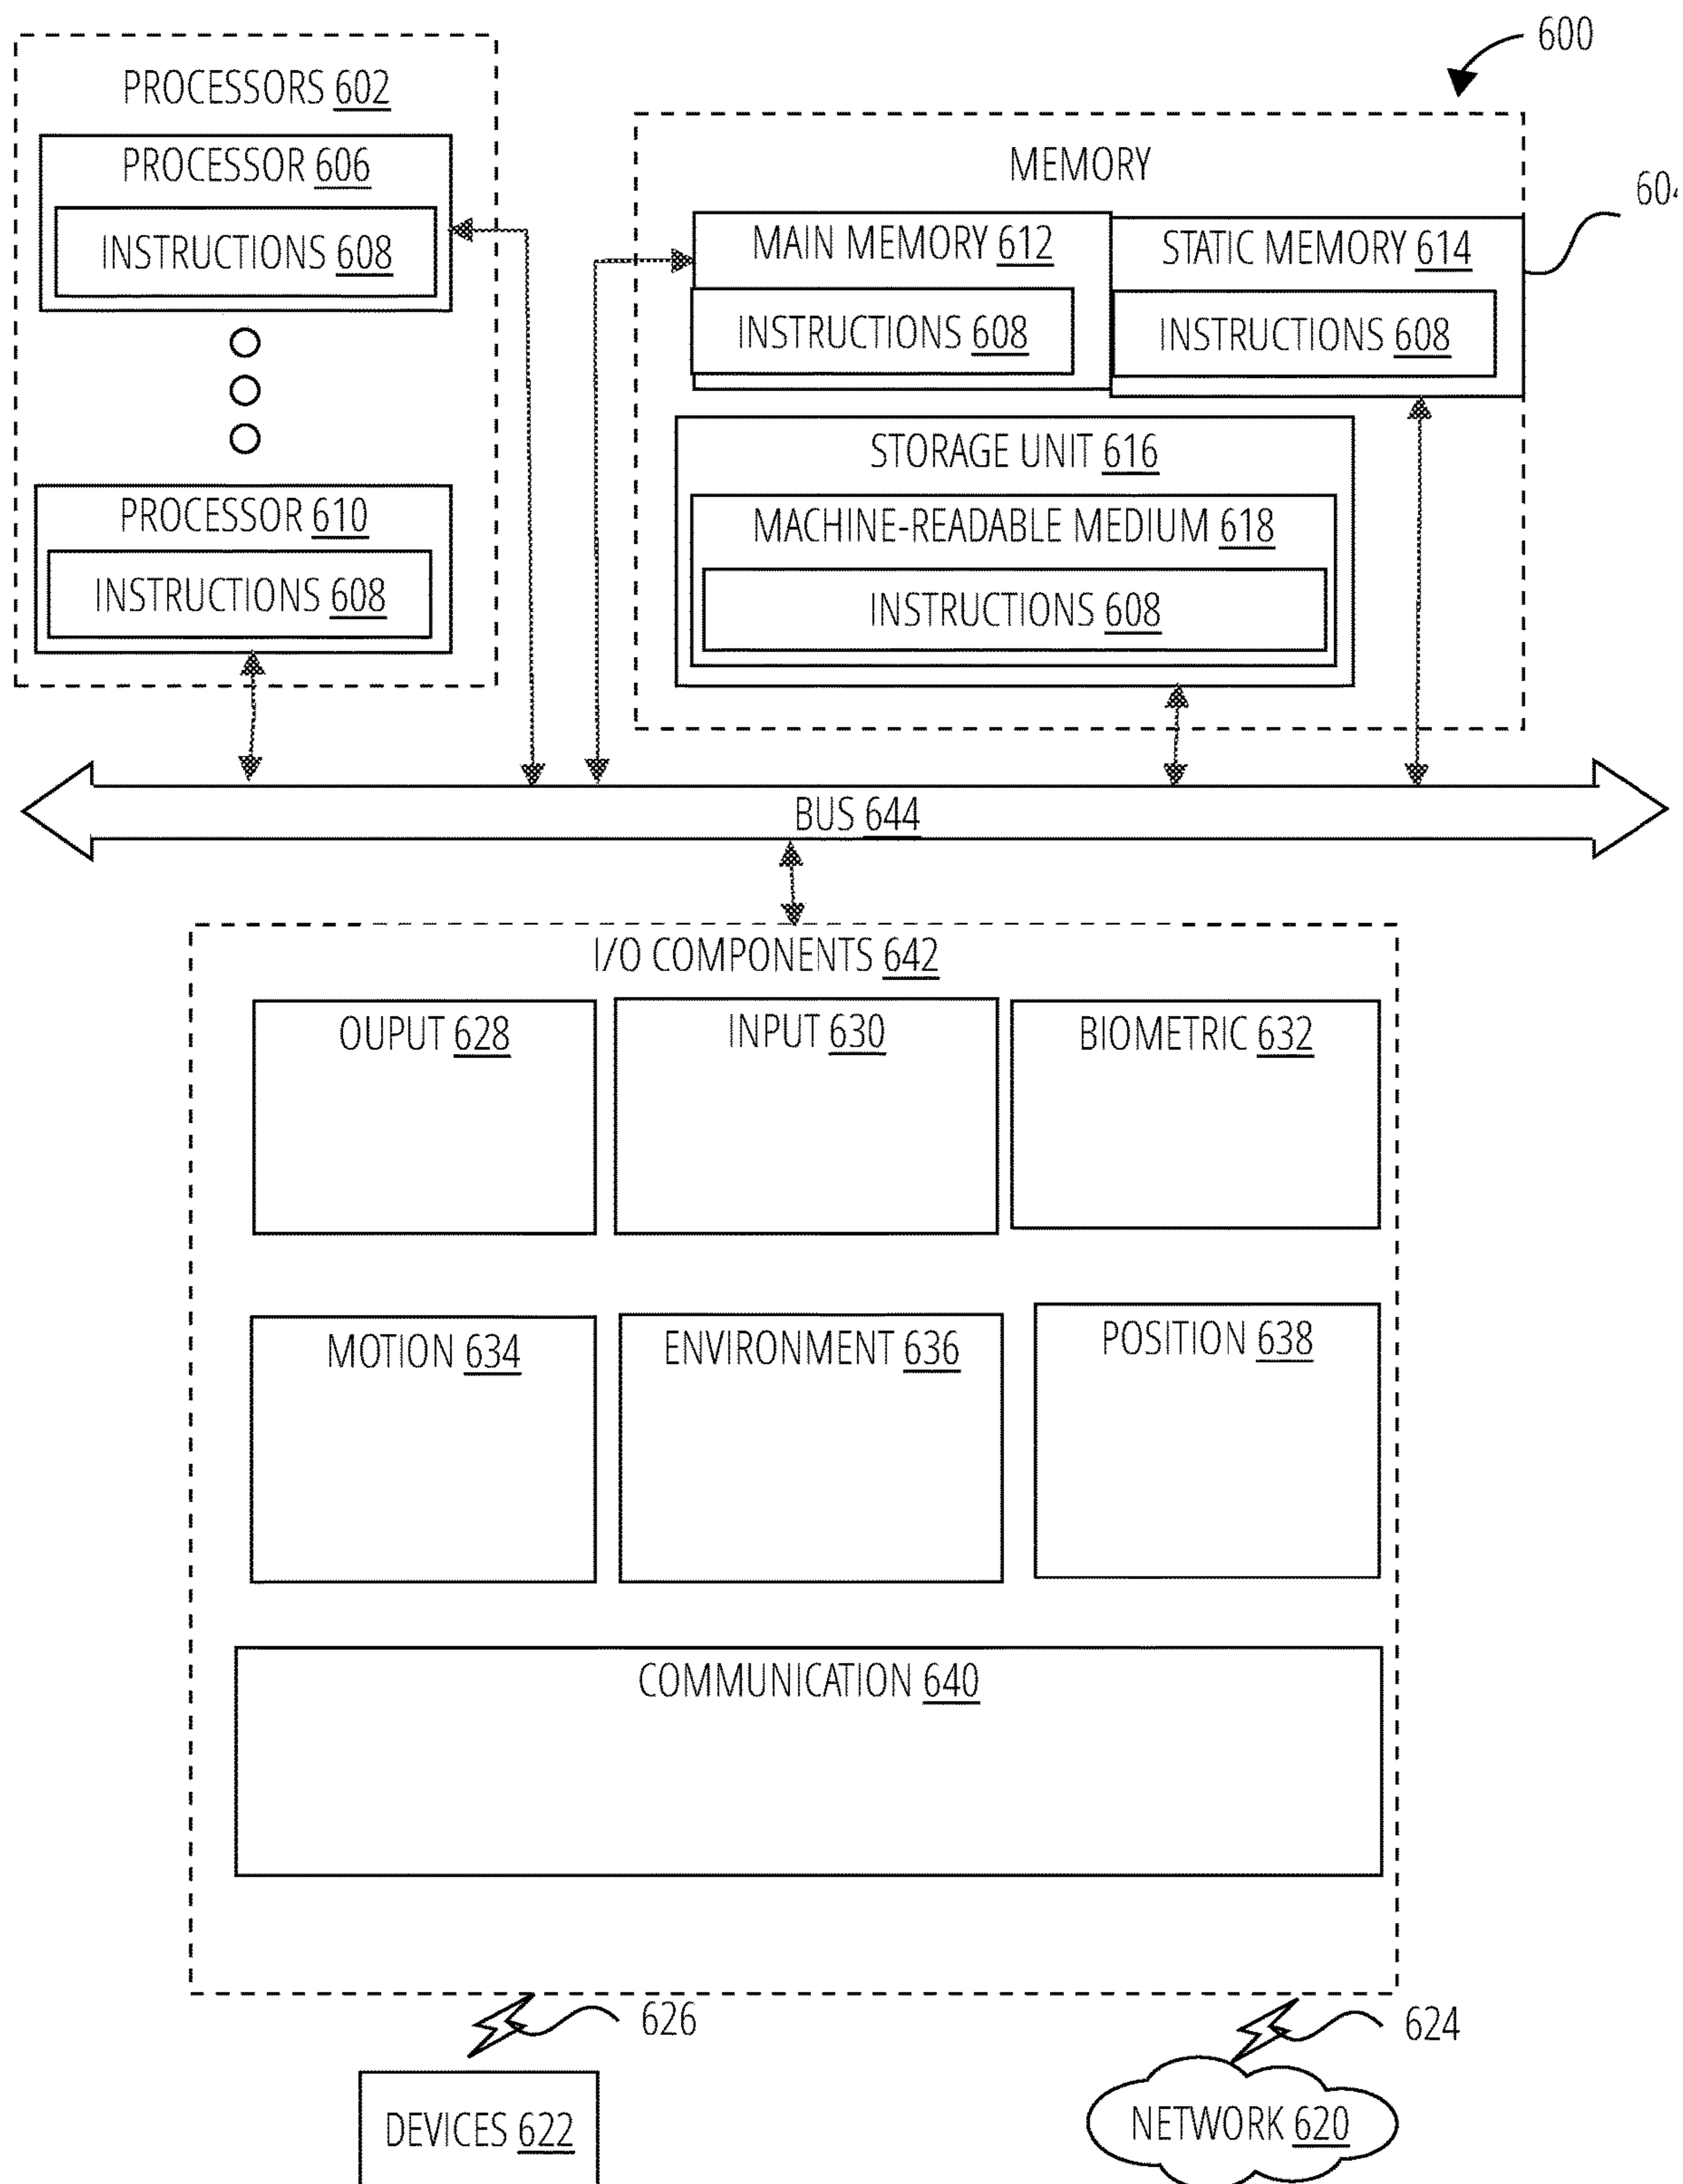 600
PROCESSORS 602
PROCESSOR 606
INSTRUCTIONS 608
PROCESSOR 610
INSTRUCTIONS 608
MEMORY
MAIN MEMORY 612
INSTRUCTIONS 608
STATIC MEMORY 614
INSTRUCTIONS 608
STORAGE UNIT 616
MACHINE-READABLE MEDIUM 618
INSTRUCTIONS 608
BUS 644
I/O COMPONENTS 642
OUPUT 628
INPUT 630
BIOMETRIC 632
MOTION 634
ENVIRONMENT 636
POSITION 638
COMMUNICATION 640
626
624
DEVICES 622
NETWORK 620